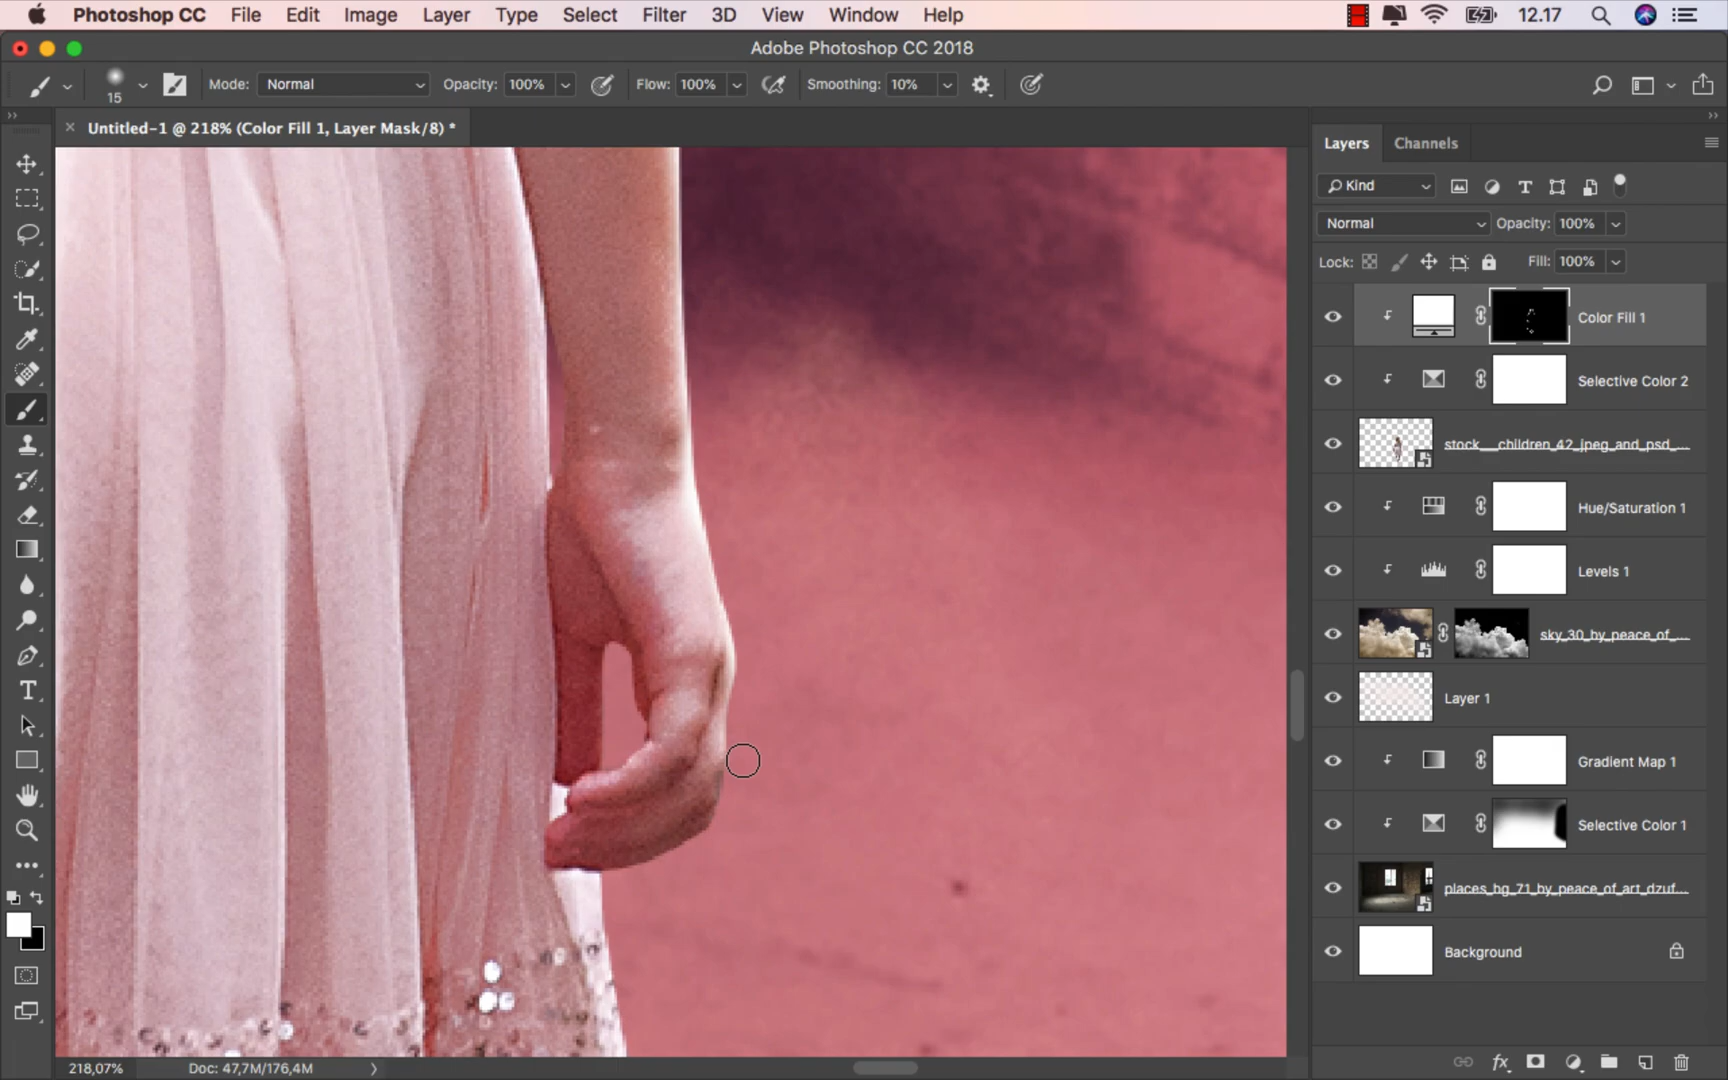 Photoshop CC File Edit Image Layer Type Select Filter 3D View Window Help 12.17
Adobe Photoshop CC 2018
15 Mode: Normal Opacity: 100% Flow: 100% Smoothing: 10%
× Untitled-1 @ 218% (Color Fill 1, Layer Mask/8) *
Layers Channels
Kind
Normal Opacity: 100%
Lock: Fill: 100%
Color Fill 1
Selective Color 2
stock__children_42_jpeg_and_psd_...
Hue/Saturation 1
Levels 1
sky_30_by_peace_of_...
Layer 1
Gradient Map 1
Selective Color 1
places_bg_71_by_peace_of_art_dzuf...
Background
218,07% Doc: 47,7M/176,4M